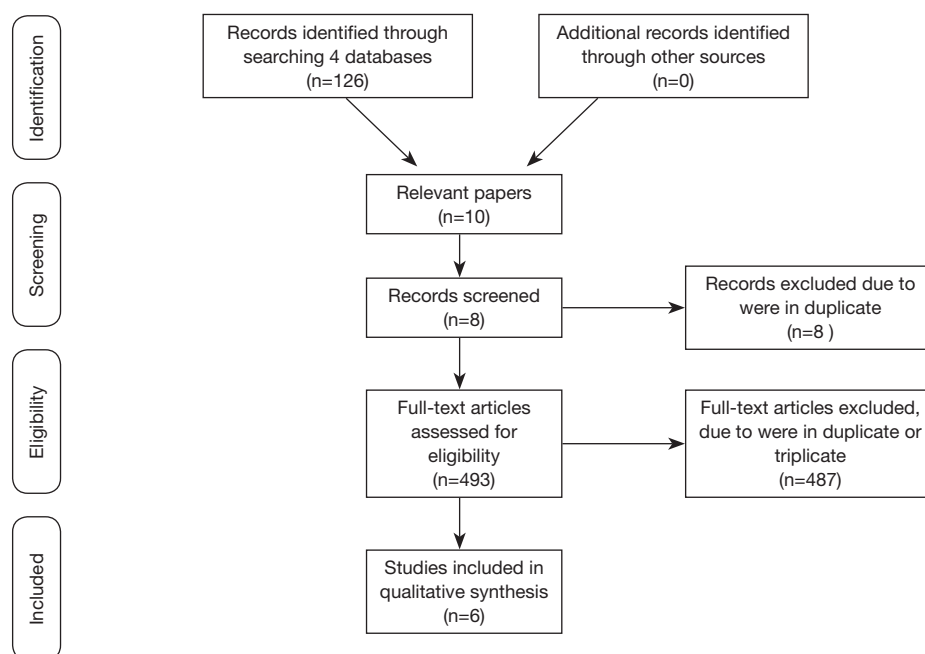 Identification
Records identified through
searching 4 databases
(n=126)
Additional records identified
through other sources
(n=0)
Screening
Relevant papers
(n=10)
Records screened
(n=8)
Records excluded due to
were in duplicate
(n=8 )
Eligibility
Full-text articles
assessed for
eligibility
(n=493)
Full-text articles excluded,
due to were in duplicate or
triplicate
(n=487)
Included
Studies included in
qualitative synthesis
(n=6)